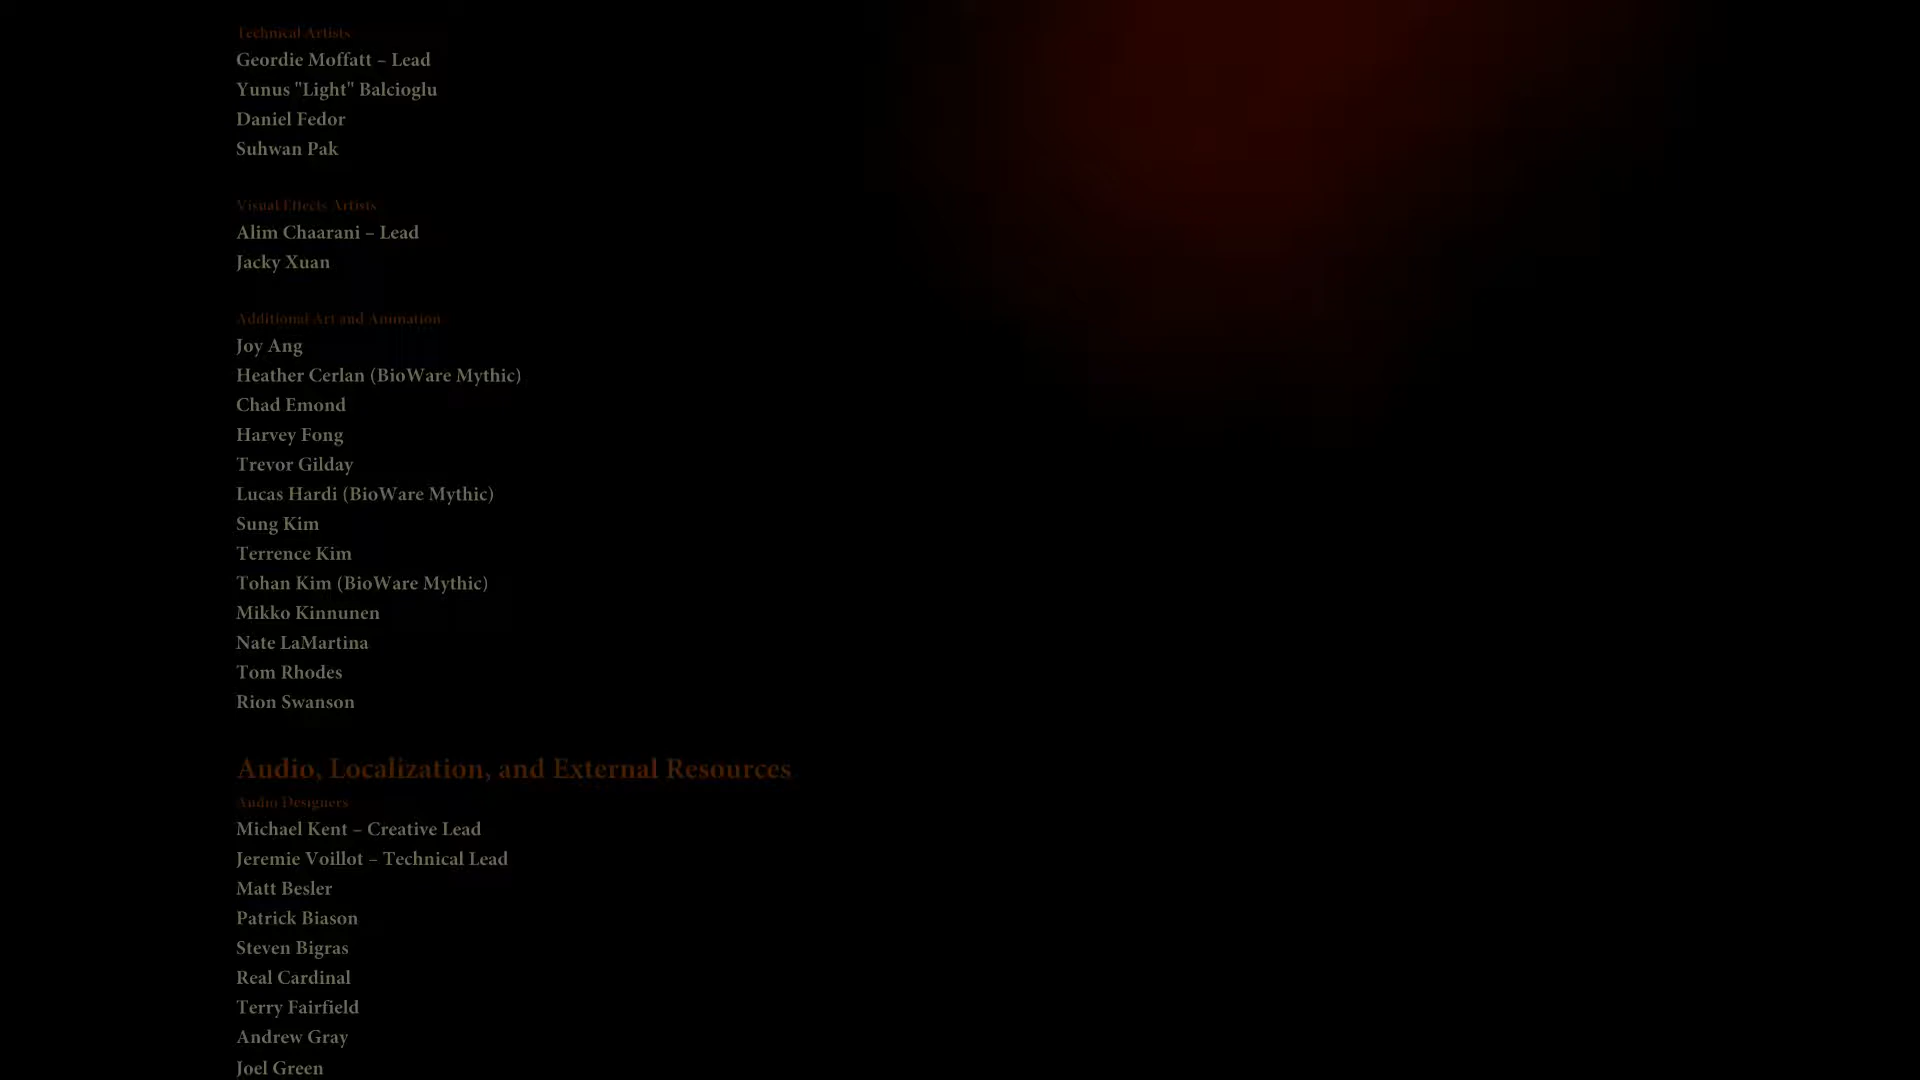 Technical Artists
Geordie Moffatt – Lead
Yunus "Light" Balcioglu
Daniel Fedor
Suhwan Pak
Visual Effects Artists
Alim Chaarani – Lead
Jacky Xuan
Additional Art and Animation
Joy Ang
Heather Cerlan (BioWare Mythic)
Chad Emond
Harvey Fong
Trevor Gilday
Lucas Hardi (BioWare Mythic)
Sung Kim
Terrence Kim
Tohan Kim (BioWare Mythic)
Mikko Kinnunen
Nate LaMartina
Tom Rhodes
Rion Swanson
Audio, Localization, and External Resources
Audio Designers
Michael Kent – Creative Lead
Jeremie Voillot – Technical Lead
Matt Besler
Patrick Biason
Steven Bigras
Real Cardinal
Terry Fairfield
Andrew Gray
Joel Green